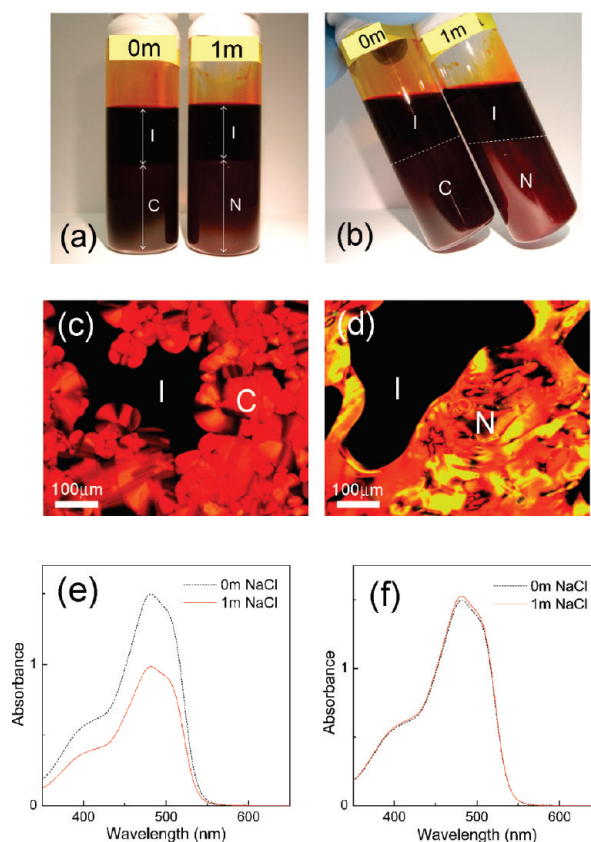 0m
1m
I
I
C
N
(a)
0m
1m
I
I
C
N
(b)
(c)
I
C
100μm
(d)
I
N
100μm
(e)
0m NaCl
1m NaCl
1
0
Absorbance
400
500
600
Wavelength (nm)
(f)
0m NaCl
1m NaCl
1
0
Absorbance
400
500
600
Wavelength (nm)